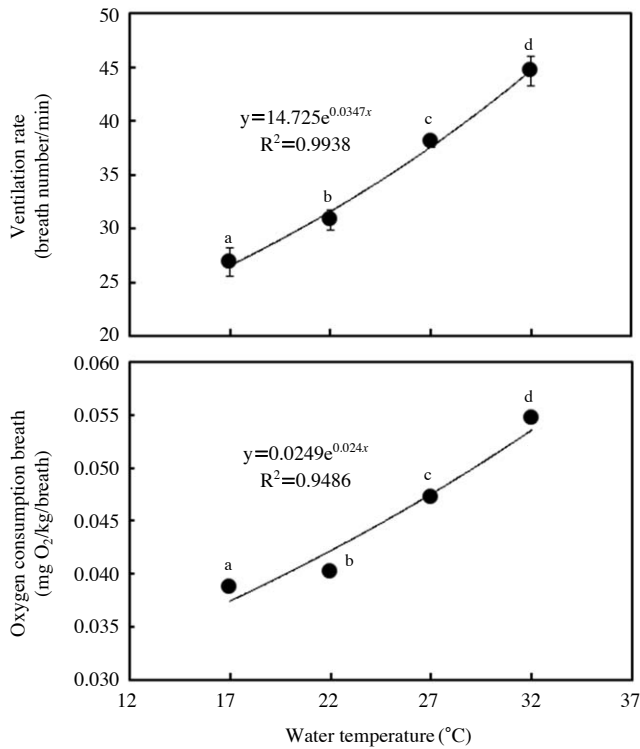 50
45
40
35
30
25
20
Ventilation rate
(breath number/min)
y=14.725e^0.0347x
R²=0.9938
a
b
c
d
0.060
0.055
0.050
0.045
0.040
0.035
0.030
Oxygen consumption breath
(mg O₂/kg/breath)
y=0.0249e^0.024x
R²=0.9486
a
b
c
d
12 17 22 27 32 37
Water temperature (°C)